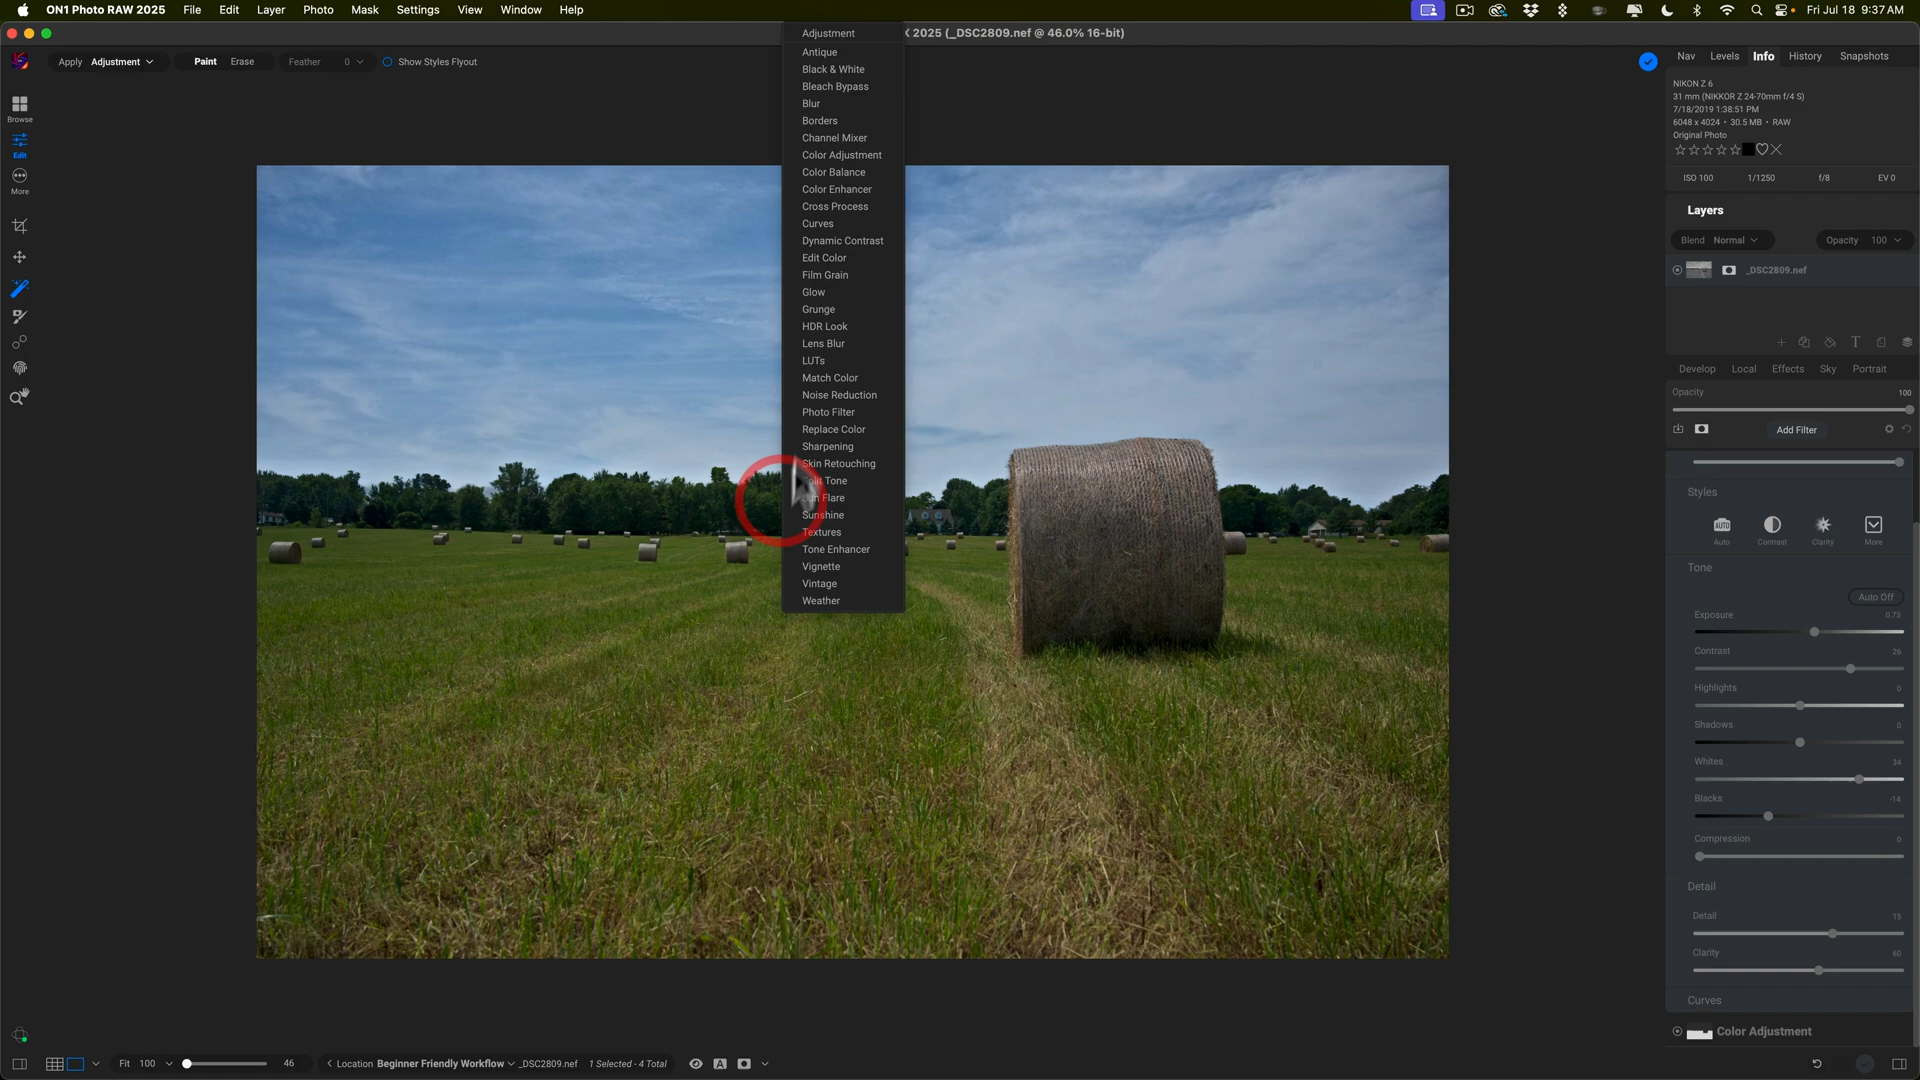 ON1 Photo RAW 2025 File Edit Layer Photo Mask Settings View Window Help Fri Jul 18 9:37 AM
X 2025 (_DSC2809.nef @ 46.0% 16-bit)
Apply Adjustment Paint Erase Feather 0 Show Styles Flyout
Browse
Edit
More
Adjustment
Antique
Black & White
Bleach Bypass
Blur
Borders
Channel Mixer
Color Adjustment
Color Balance
Color Enhancer
Cross Process
Curves
Dynamic Contrast
Edit Color
Film Grain
Glow
Grunge
HDR Look
Lens Blur
LUTs
Match Color
Noise Reduction
Photo Filter
Replace Color
Sharpening
Skin Retouching
Split Tone
Sun Flare
Sunshine
Textures
Tone Enhancer
Vignette
Vintage
Weather
Nav Levels Info History Snapshots
NIKON Z 6
31 mm (NIKKOR Z 24-70mm f/4 S)
7/18/2019 1:38:51 PM
6048 x 4024 • 30.5 MB • RAW
Original Photo
ISO 100 1/1250 f/8 EV 0
Layers
Blend Normal Opacity 100
_DSC2809.nef
Develop Local Effects Sky Portrait
Opacity 100
Add Filter
Styles
AUTO
Auto Contrast Clarity More
Tone
Auto Off
Exposure 0.75
Contrast 26
Highlights 0
Shadows 0
Whites 34
Blacks -14
Compression 0
Detail
Detail 15
Clarity 60
Curves
Color Adjustment
Fit 100 46 Location Beginner Friendly Workflow _DSC2809.nef 1 Selected - 4 Total A